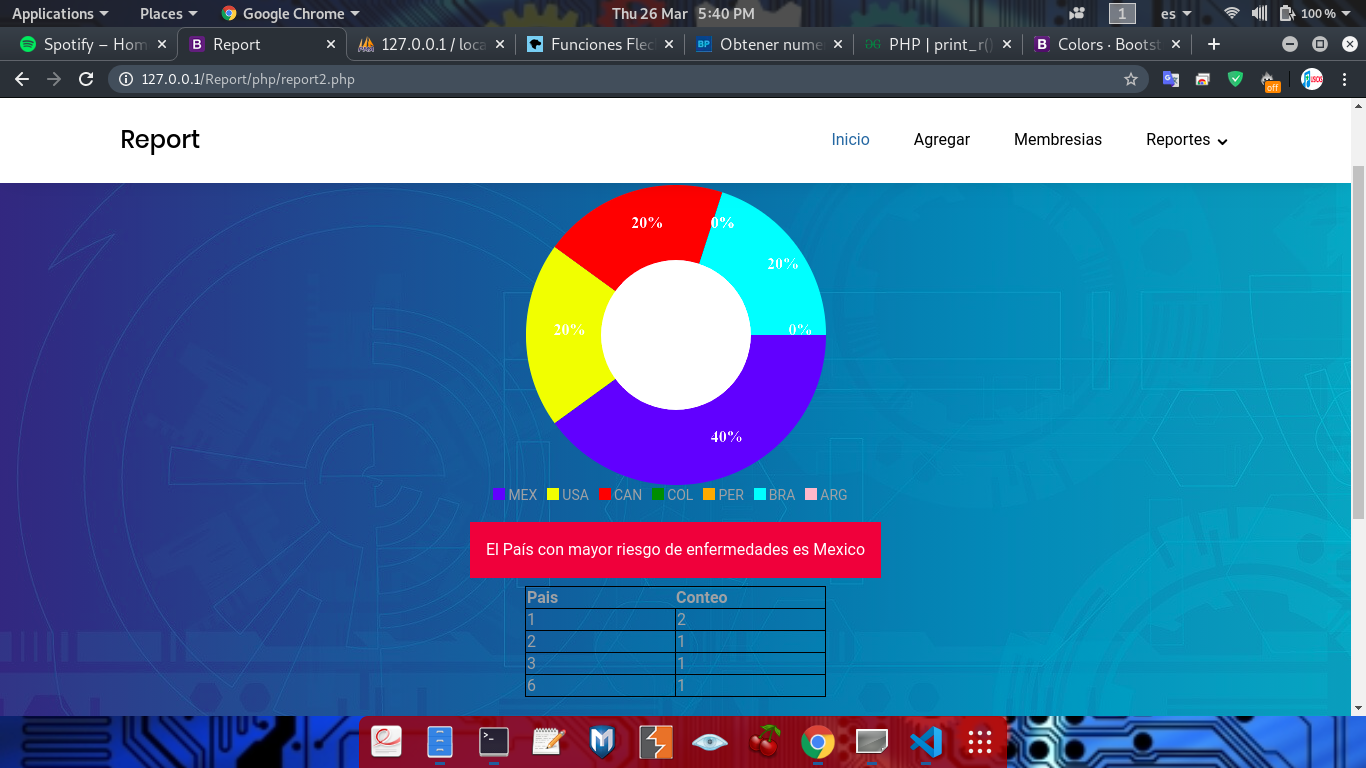 Applications Places Google Chrome Thu 26 Mar 5:40 PM 1 es 100 %
Spotify – Hom Report 127.0.0.1 / loca Funciones Flec Obtener nume PHP | print_r() Colors · Bootst
127.0.0.1/Report/php/report2.php
off
Report Inicio Agregar Membresias Reportes
20% 0%
20%
20% 0%
40%
MEX USA CAN COL PER BRA ARG
El País con mayor riesgo de enfermedades es Mexico
Pais Conteo
1 2
2 1
3 1
6 1